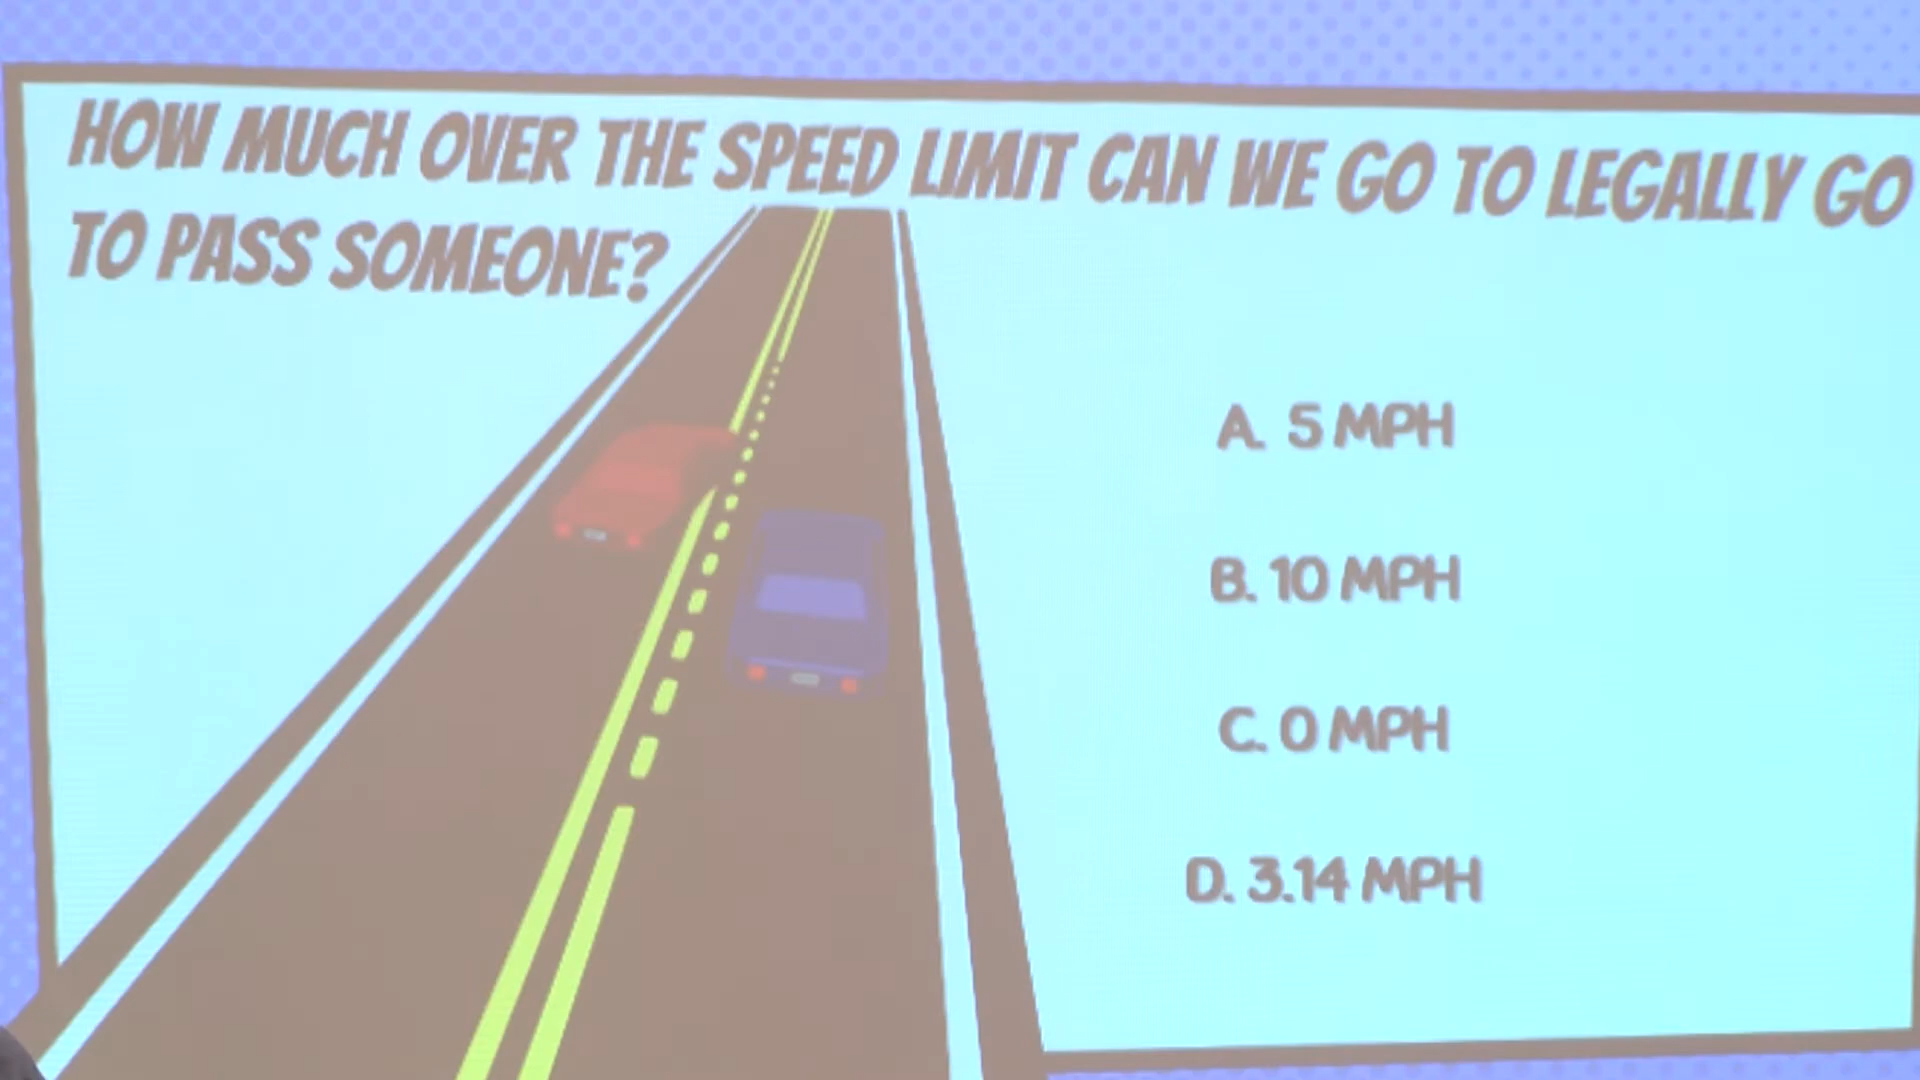 HOW MUCH OVER THE SPEED LIMIT CAN WE GO TO LEGALLY GO
TO PASS SOMEONE?
A. 5 MPH
B. 10 MPH
C. 0 MPH
D. 3.14 MPH